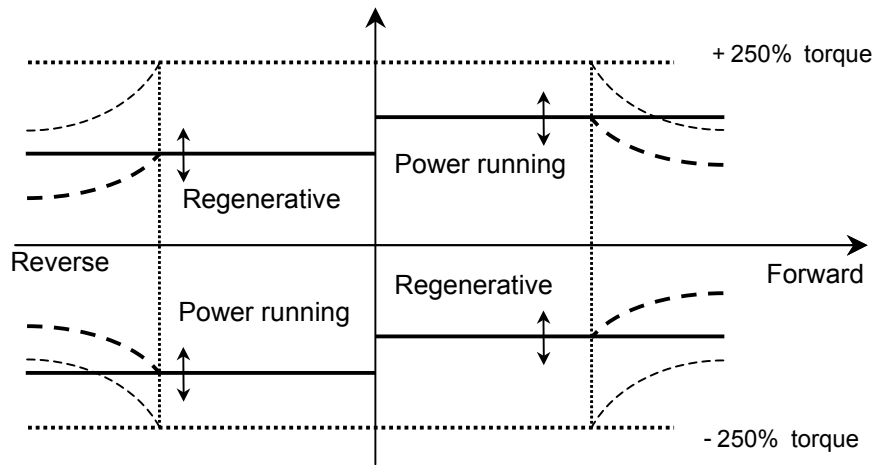 + 250% torque
Power running
Regenerative
Reverse
Forward
Regenerative
Power running
- 250% torque